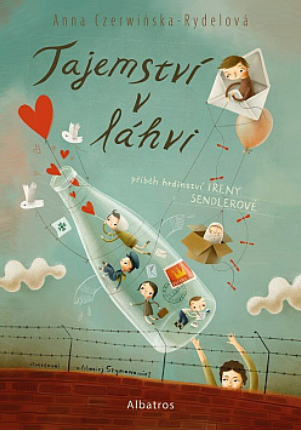 Anna Czerwińska-Rydelová
Tajemství
v
láhvi
příběh hrdinství IRENY
SENDLEROVÉ
Albatros